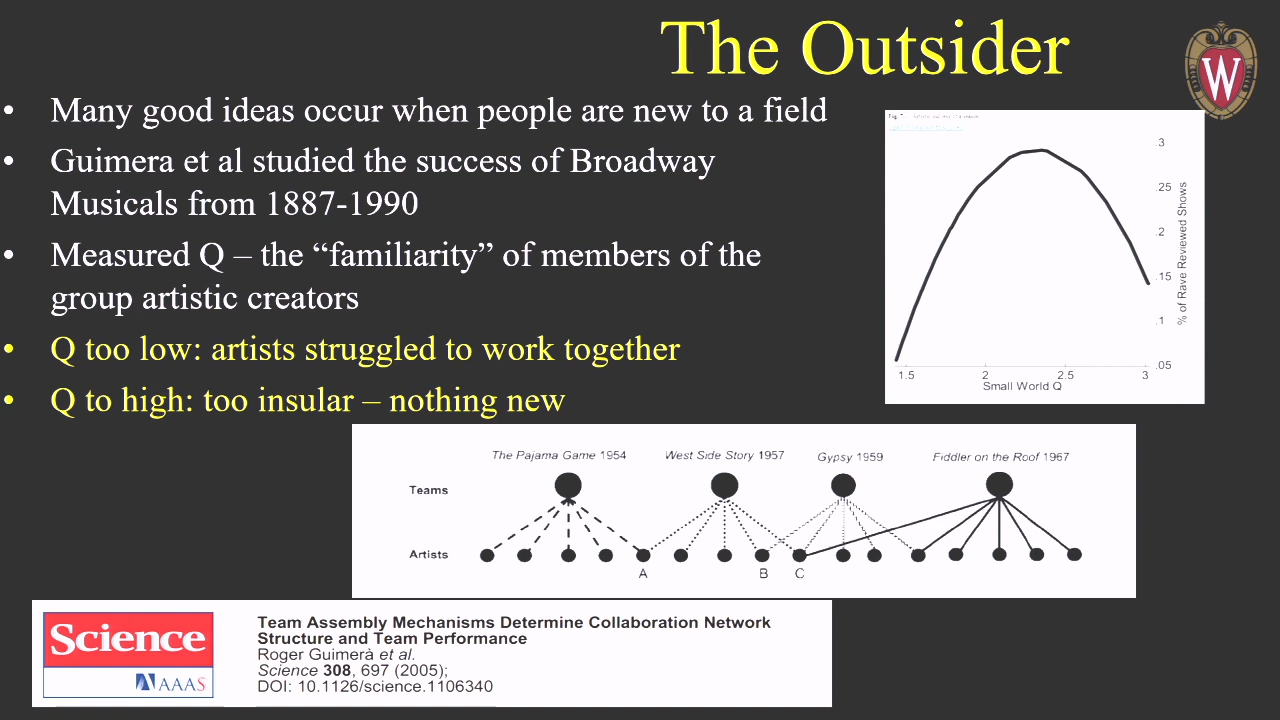 The Outsider
W
• Many good ideas occur when people are new to a field
• Guimera et al studied the success of Broadway
Musicals from 1887-1990
• Measured Q – the “familiarity” of members of the
group artistic creators
• Q too low: artists struggled to work together
• Q to high: too insular – nothing new
.3
.25
.2
.15
.1
.05
% of Rave Reviewed Shows
1.5 2 2.5 3
Small World Q
The Pajama Game 1954 West Side Story 1957 Gypsy 1959 Fiddler on the Roof 1967
Teams
Artists
A B C
Science
AAAS
Team Assembly Mechanisms Determine Collaboration Network
Structure and Team Performance
Roger Guimerà et al.
Science 308, 697 (2005);
DOI: 10.1126/science.1106340